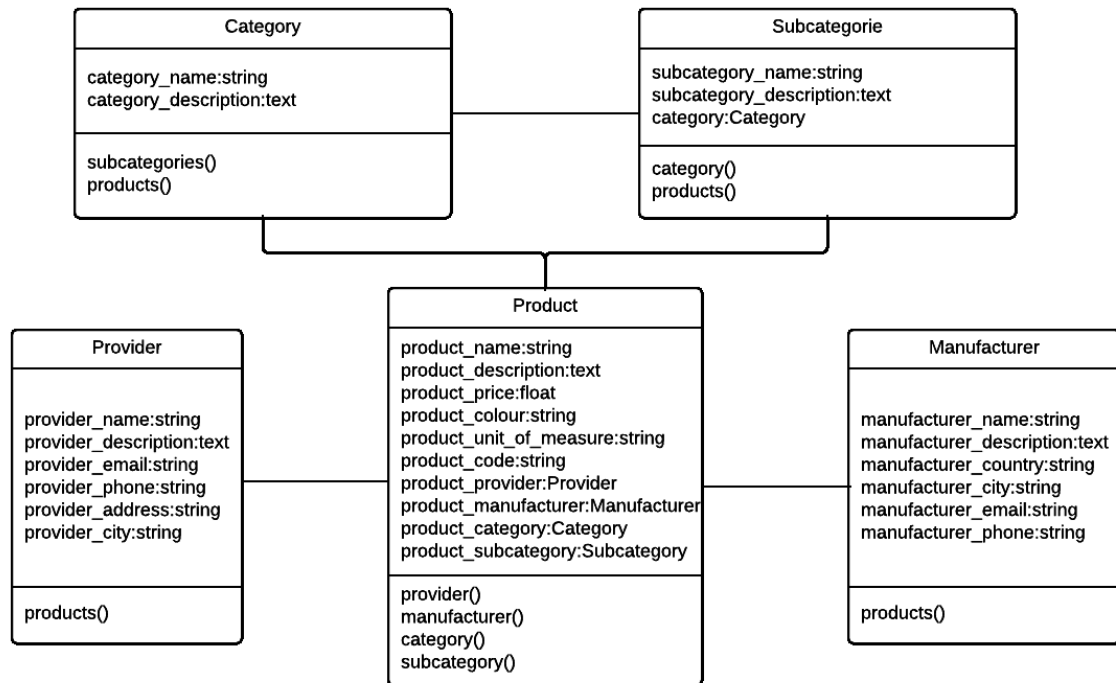 Category
category_name:string
category_description:text
subcategories()
products()
Subcategorie
subcategory_name:string
subcategory_description:text
category:Category
category()
products()
Provider
provider_name:string
provider_description:text
provider_email:string
provider_phone:string
provider_address:string
provider_city:string
products()
Product
product_name:string
product_description:text
product_price:float
product_colour:string
product_unit_of_measure:string
product_code:string
product_provider:Provider
product_manufacturer:Manufacturer
product_category:Category
product_subcategory:Subcategory
provider()
manufacturer()
category()
subcategory()
Manufacturer
manufacturer_name:string
manufacturer_description:text
manufacturer_country:string
manufacturer_city:string
manufacturer_email:string
manufacturer_phone:string
products()